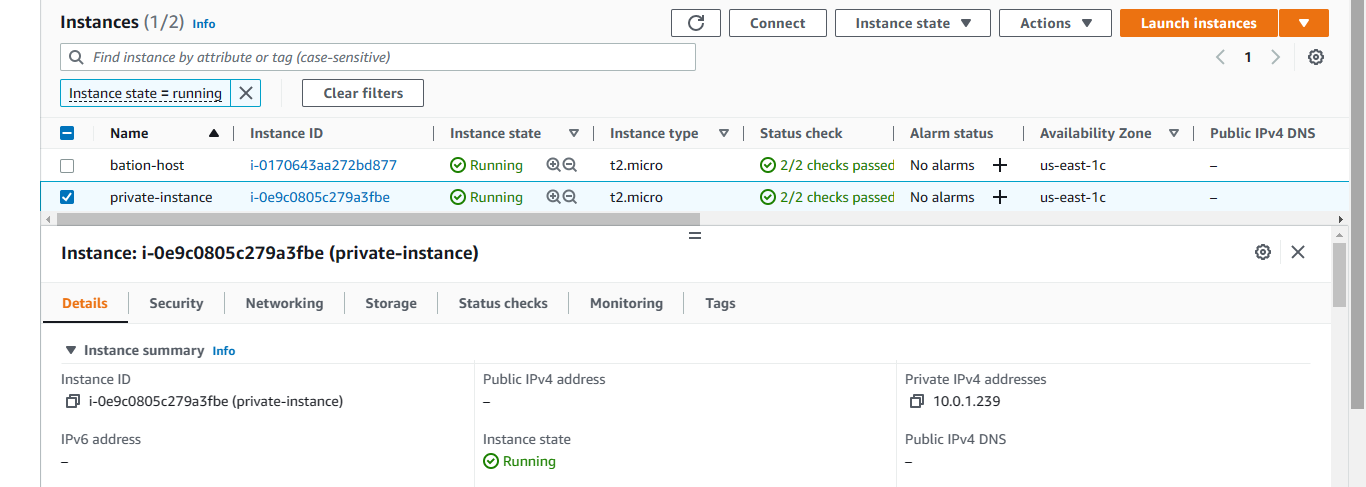 Instances (1/2) Info
Connect Instance state Actions Launch instances
Find instance by attribute or tag (case-sensitive)
1
Instance state = running Clear filters
Name Instance ID Instance state Instance type Status check Alarm status Availability Zone Public IPv4 DNS
bation-host i-0170643aa272bd877 Running t2.micro 2/2 checks passed No alarms us-east-1c –
private-instance i-0e9c0805c279a3fbe Running t2.micro 2/2 checks passed No alarms us-east-1c –
Instance: i-0e9c0805c279a3fbe (private-instance)
Details Security Networking Storage Status checks Monitoring Tags
Instance summary Info
Instance ID Public IPv4 address Private IPv4 addresses
i-0e9c0805c279a3fbe (private-instance) – 10.0.1.239
IPv6 address Instance state Public IPv4 DNS
– Running –